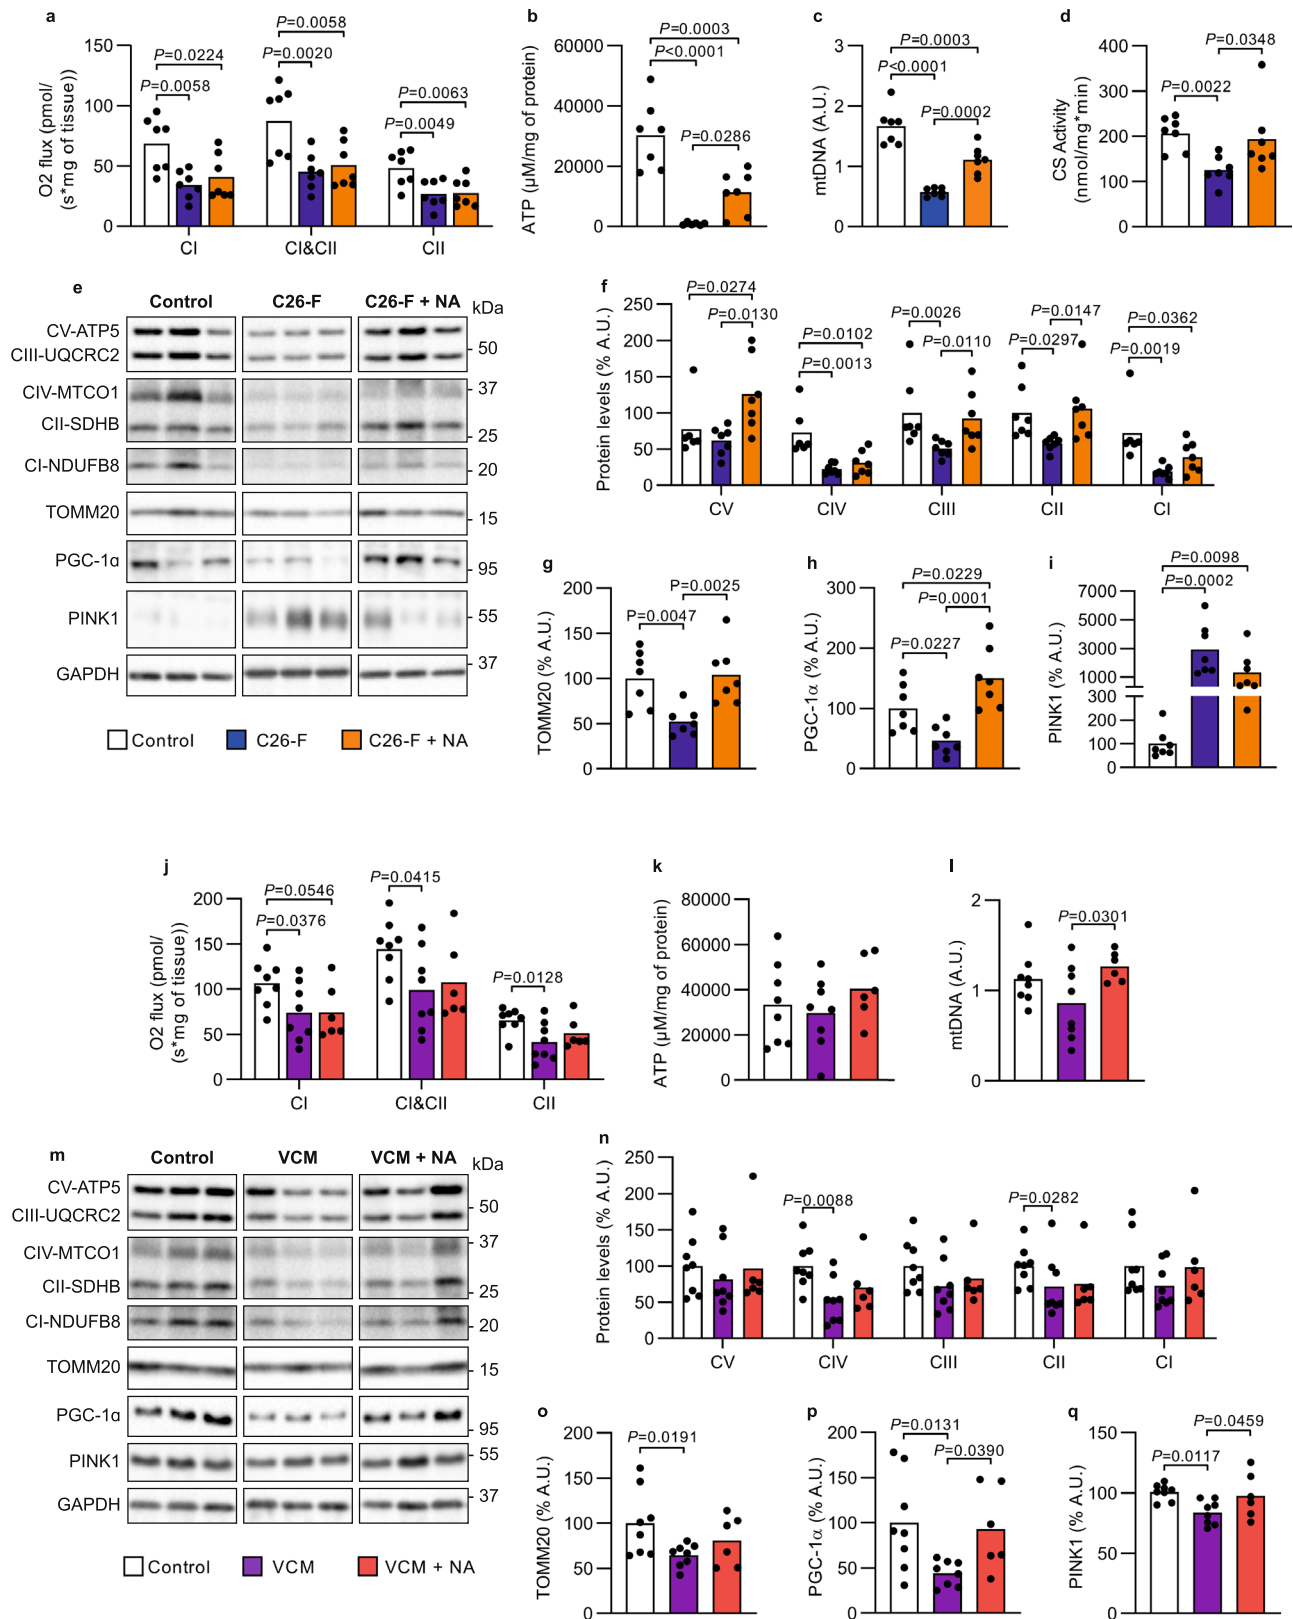 a
O2 flux (pmol/
(s*mg of tissue))
150
100
50
0
P=0.0224
P=0.0058
P=0.0058
P=0.0020
P=0.0063
P=0.0049
CI
CI&CII
CII
b
ATP (µM/mg of protein)
60000
40000
20000
0
P=0.0003
P<0.0001
P=0.0286
c
mtDNA (A.U.)
3
2
1
0
P=0.0003
P<0.0001
P=0.0002
d
CS Activity
(nmol/mg*min)
400
300
200
100
0
P=0.0348
P=0.0022
e
Control C26-F C26-F + NA kDa
CV-ATP5
CIII-UQCRC2
50
CIV-MTCO1
37
CII-SDHB
25
CI-NDUFB8
20
TOMM20
15
PGC-1α
95
PINK1
55
GAPDH
37
Control C26-F C26-F + NA
f
Protein levels (% A.U.)
250
200
150
100
50
0
P=0.0274
P=0.0130
P=0.0102
P=0.0013
P=0.0026
P=0.0110
P=0.0147
P=0.0297
P=0.0362
P=0.0019
CV
CIV
CIII
CII
CI
g
TOMM20 (% A.U.)
200
150
100
50
0
P=0.0025
P=0.0047
h
PGC-1α (% A.U.)
300
200
100
0
P=0.0229
P=0.0001
P=0.0227
i
PINK1 (% A.U.)
7000
5000
3000
1000
300
200
100
0
P=0.0098
P=0.0002
j
O2 flux (pmol/
(s*mg of tissue))
200
150
100
50
0
P=0.0546
P=0.0376
P=0.0415
P=0.0128
CI
CI&CII
CII
k
ATP (µM/mg of protein)
80000
60000
40000
20000
0
l
mtDNA (A.U.)
2
1
0
P=0.0301
m
Control VCM VCM + NA kDa
CV-ATP5
CIII-UQCRC2
50
CIV-MTCO1
37
CII-SDHB
25
CI-NDUFB8
20
TOMM20
15
PGC-1α
95
PINK1
55
GAPDH
37
Control VCM VCM + NA
n
Protein levels (% A.U.)
250
200
150
100
50
0
P=0.0088
P=0.0282
CV
CIV
CIII
CII
CI
o
TOMM20 (% A.U.)
200
150
100
50
0
P=0.0191
p
PGC-1α (% A.U.)
200
150
100
50
0
P=0.0131
P=0.0390
q
PINK1 (% A.U.)
150
100
50
0
P=0.0459
P=0.0117